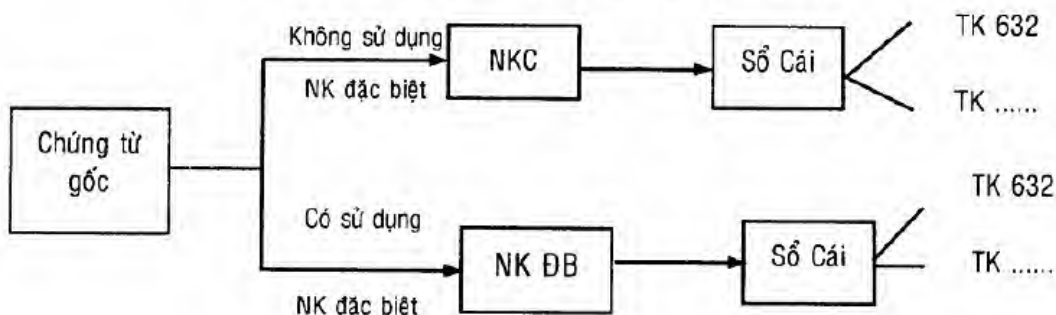 Không sử dụng
NK đặc biệt
NKC
Sổ Cái
TK 632
TK ......
Chứng từ
gốc
Có sử dụng
NK đặc biệt
NK ĐB
Sổ Cái
TK 632
TK ......